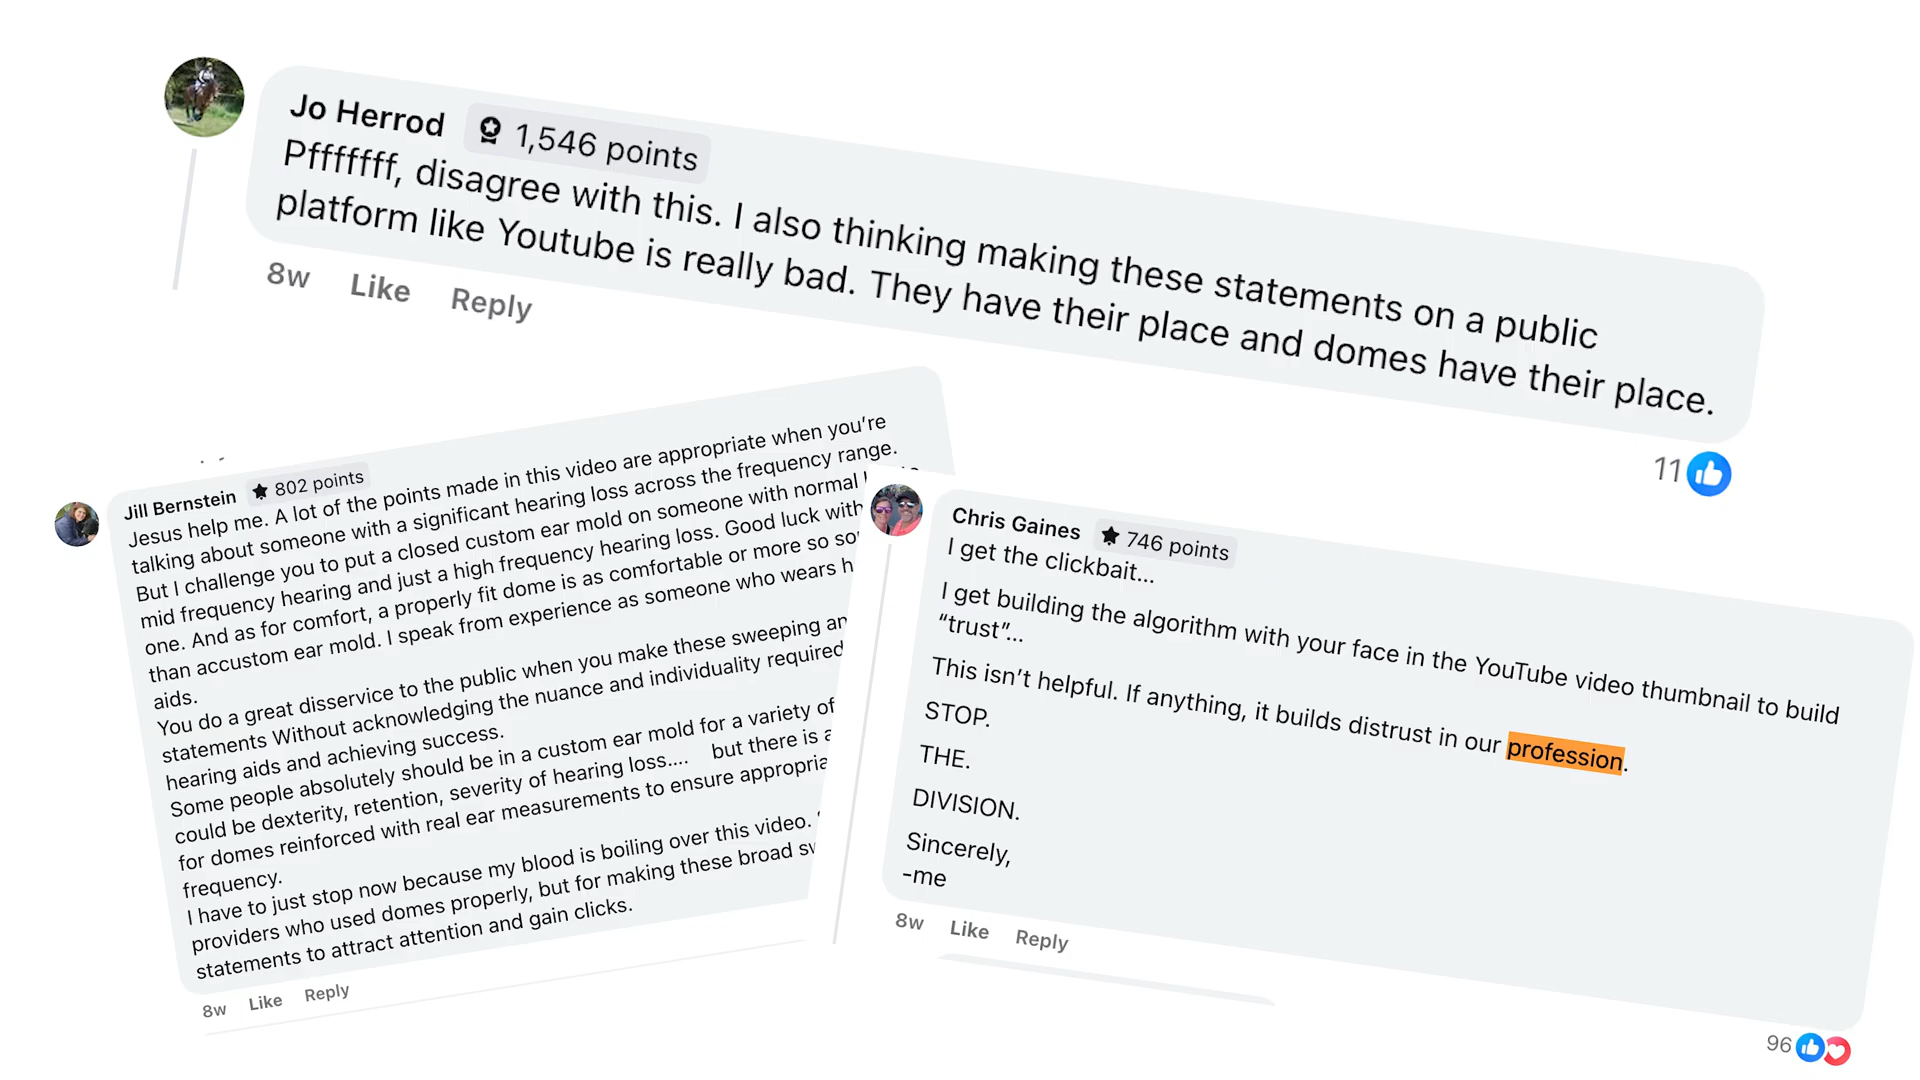 Jo Herrod 1,546 points
Pfffffff, disagree with this. I also thinking making these statements on a public
platform like Youtube is really bad. They have their place and domes have their place.
8w Like Reply
11
Jill Bernstein 802 points
Jesus help me. A lot of the points made in this video are appropriate when you’re
talking about someone with a significant hearing loss across the frequency range.
But I challenge you to put a closed custom ear mold on someone with normal
mid frequency hearing and just a high frequency hearing loss. Good luck with
one. And as for comfort, a properly fit dome is as comfortable or more so
than accustom ear mold. I speak from experience as someone who wears
aids.
You do a great disservice to the public when you make these sweeping
statements Without acknowledging the nuance and individuality required
hearing aids and achieving success.
Some people absolutely should be in a custom ear mold for a variety of
could be dexterity, retention, severity of hearing loss.... but there is
for domes reinforced with real ear measurements to ensure
frequency.
I have to just stop now because my blood is boiling over this video.
providers who used domes properly, but for making these broad
statements to attract attention and gain clicks.
8w Like Reply
Chris Gaines 746 points
I get the clickbait...
I get building the algorithm with your face in the YouTube video thumbnail to build
“trust”...
This isn’t helpful. If anything, it builds distrust in our profession.
STOP.
THE.
DIVISION.
Sincerely,
-me
8w Like Reply
96